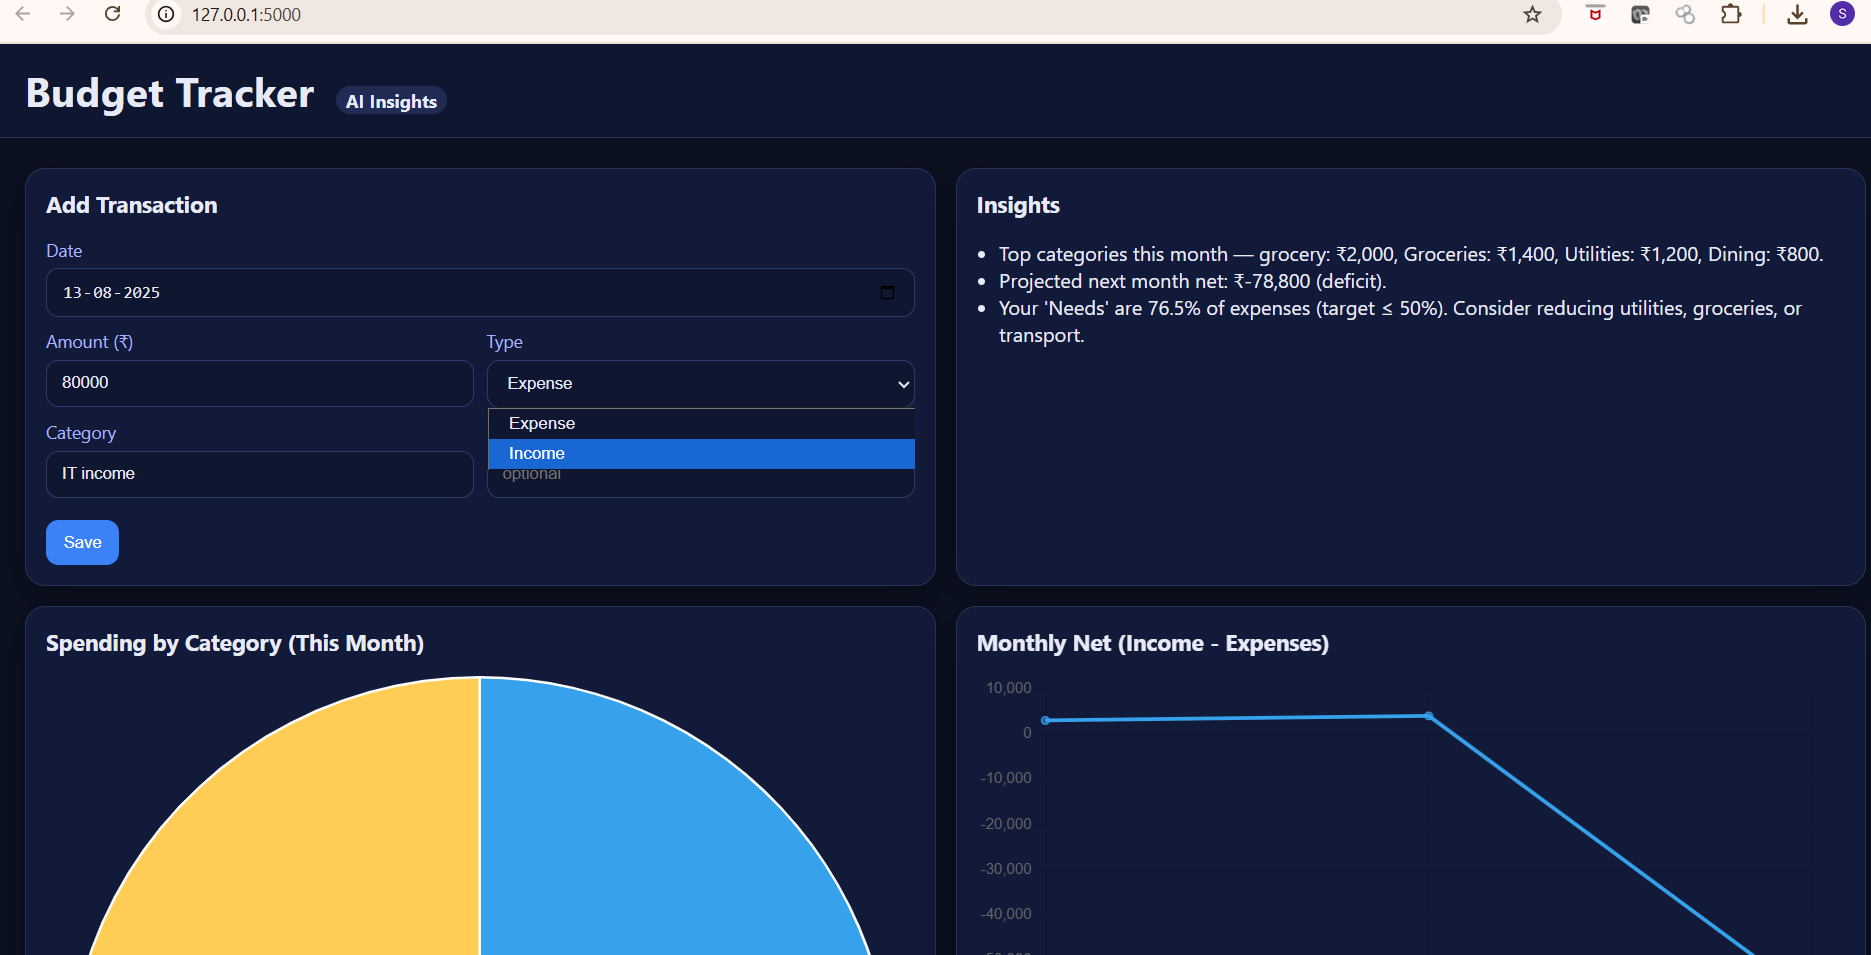 127.0.0.1:5000
S
Budget Tracker
AI Insights
Add Transaction
Date
13-08-2025
Amount (₹)
Type
80000
Expense
Expense
Income
Category
IT income
optional
Save
Insights
Top categories this month — grocery: ₹2,000, Groceries: ₹1,400, Utilities: ₹1,200, Dining: ₹800.
Projected next month net: ₹-78,800 (deficit).
Your 'Needs' are 76.5% of expenses (target ≤ 50%). Consider reducing utilities, groceries, or
transport.
Spending by Category (This Month)
Monthly Net (Income - Expenses)
10,000
0
-10,000
-20,000
-30,000
-40,000